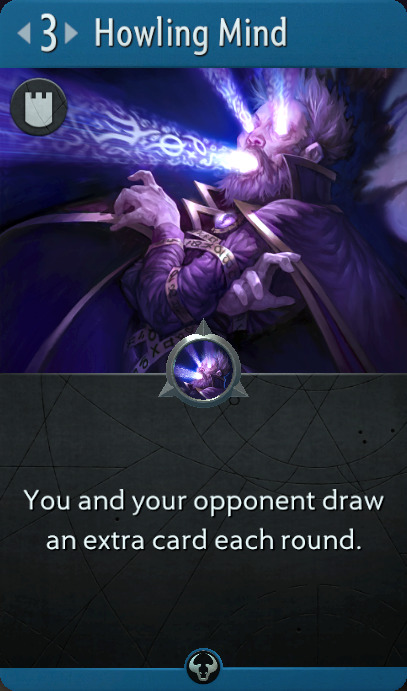 3 Howling Mind
You and your opponent draw
an extra card each round.